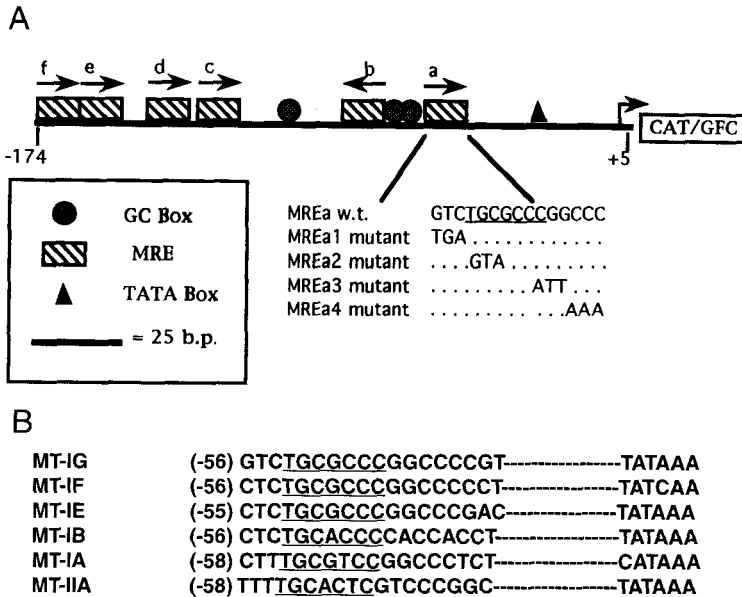 A
f e d c b a
CAT/GFC
-174
+5
GC Box
MRE
TATA Box
= 25 b.p.
MREa w.t. GTCTGCGCCCGGCCC
MREa1 mutant TGA............
MREa2 mutant ....GTA........
MREa3 mutant .........ATT...
MREa4 mutant ............AAA
B
MT-IG (-56) GTCTGCGCCCGGCCCCGT----------------TATAAA
MT-IF (-56) CTCTGCGCCCGGCCCCCT----------------TATCAA
MT-IE (-55) CTCTGCGCCCGGCCCCGAC----------------TATAAA
MT-IB (-56) CTCTGCACCCCACCACCT----------------TATAAA
MT-IA (-58) CTTTGCGTCCGGCCCTCT----------------CATAAA
MT-IIA (-58) TTTTGCACTCGTCCCGGC----------------TATAAA